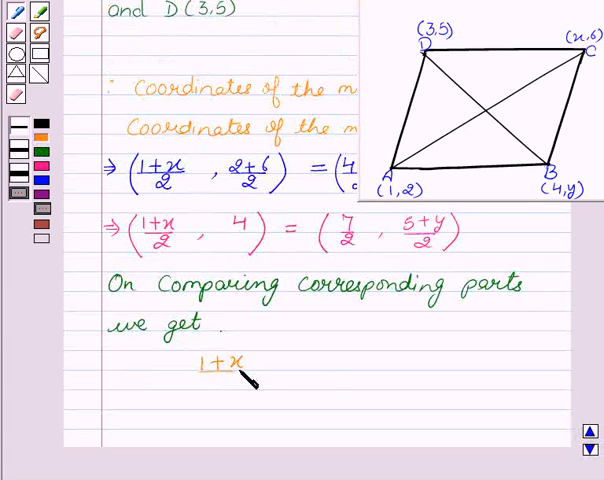 and D (3,5)
∴ Coordinates of the m
Coordinates of the m
⇒ (1+x/2 , 2+6/2) = (4
⇒ (1+x/2 , 4) = (7/2 , 5+y/2)
On Comparing corresponding parts
we get .
1+x
(3,5)
D
(x,6)
C
A
(1,2)
B
(4,y)